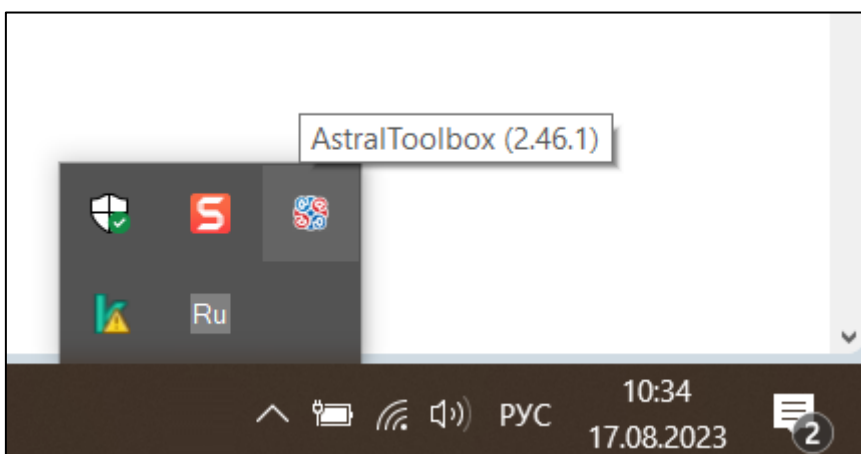 AstralToolbox (2.46.1)
S
Ru
10:34
РУС
17.08.2023
2